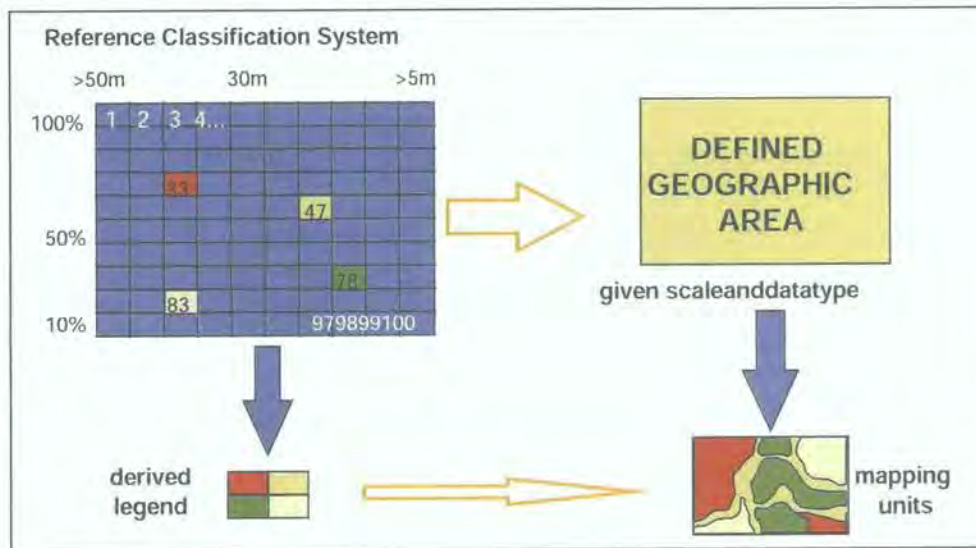 Reference Classification System
>50m 30m >5m
100% 1 2 3 4...
33
47
50%
78
83
10% 979899100
DEFINED
GEOGRAPHIC
AREA
given scaleanddatatype
derived
legend
mapping
units